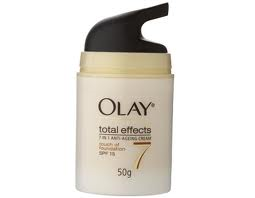 OLAY
total effects
7 IN 1 ANTI-AGEING CREAM
touch of
foundation
SPF 15
7
50g